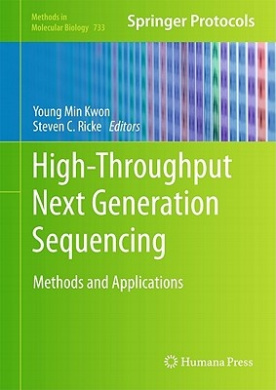 Methods in
Molecular Biology 733
Springer Protocols
Young Min Kwon
Steven C. Ricke Editors
High-Throughput
Next Generation
Sequencing
Methods and Applications
Humana Press